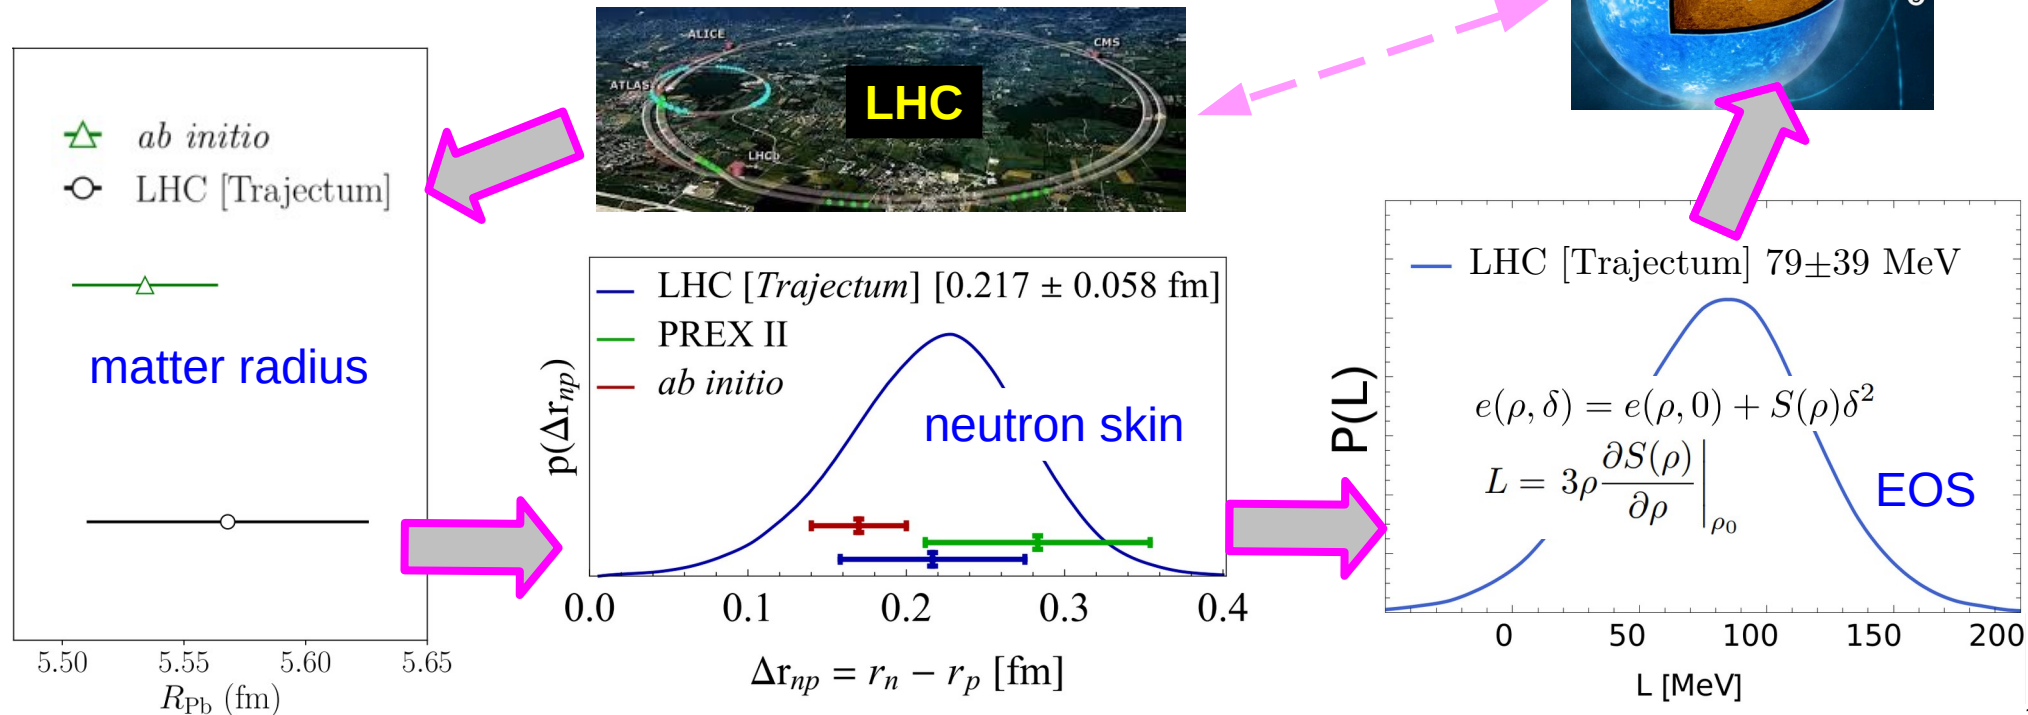 ab initio
LHC [Trajectum]
matter radius
5.50 5.55 5.60 5.65
R_Pb (fm)
ALICE
CMS
ATLAS
LHC
LHCb
LHC [Trajectum] [0.217 ± 0.058 fm]
PREX II
ab initio
neutron skin
p(Δr_np)
0.0 0.1 0.2 0.3 0.4
Δr_np = r_n − r_p [fm]
LHC [Trajectum] 79±39 MeV
e(ρ, δ) = e(ρ, 0) + S(ρ)δ²
L = 3ρ ∂S(ρ)/∂ρ |_ρ₀
EOS
P(L)
0 50 100 150 200
L [MeV]